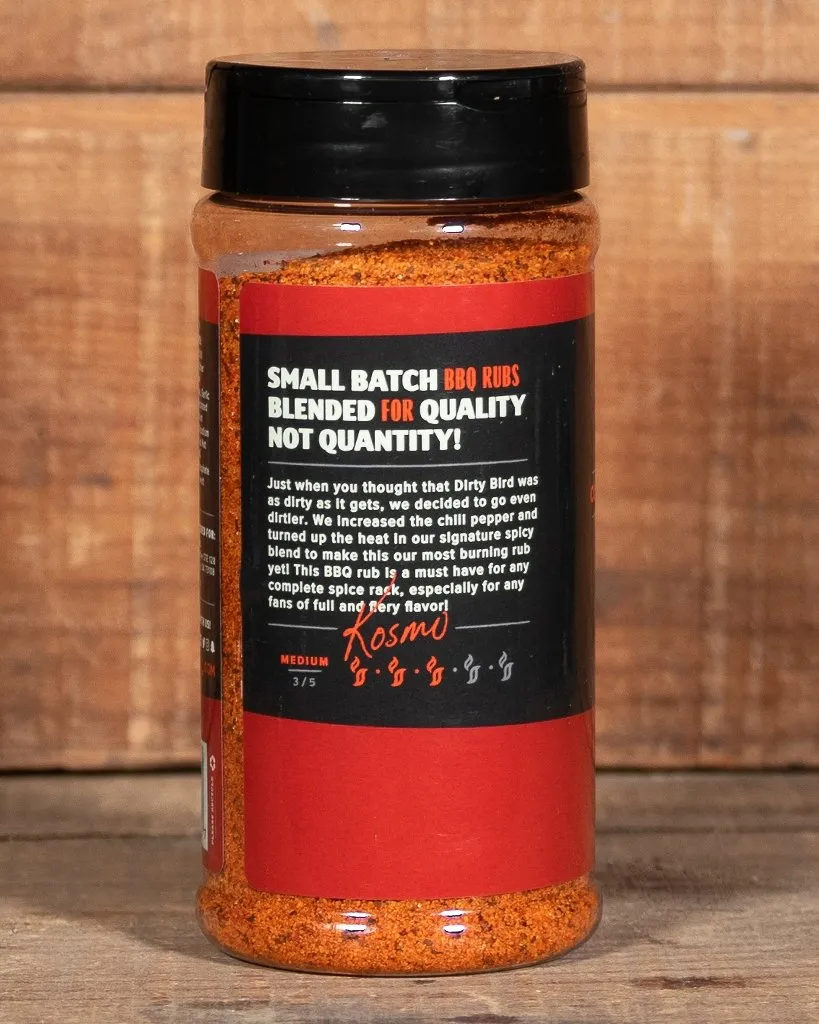 SMALL BATCH BBQ RUBS
BLENDED FOR QUALITY
NOT QUANTITY!
Just when you thought that Dirty Bird was
as dirty as it gets, we decided to go even
dirtier. We increased the chili pepper and
turned up the heat in our signature spicy
blend to make this our most burning rub
yet! This BBQ rub is a must have for any
complete spice rack, especially for any
fans of full and fiery flavor!
Kosmo
MEDIUM
3/5
PLEASE RECYCLE